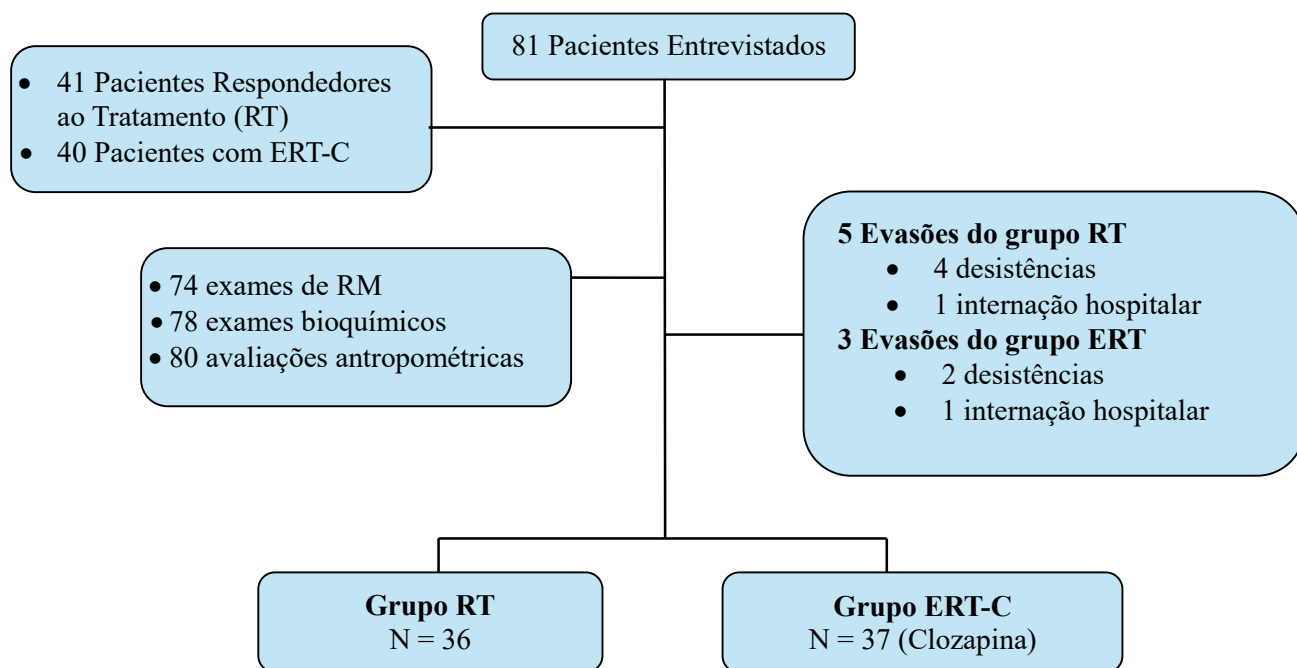 81 Pacientes Entrevistados
• 41 Pacientes Respondedores
ao Tratamento (RT)
• 40 Pacientes com ERT-C
• 74 exames de RM
• 78 exames bioquímicos
• 80 avaliações antropométricas
5 Evasões do grupo RT
• 4 desistências
• 1 internação hospitalar
3 Evasões do grupo ERT
• 2 desistências
• 1 internação hospitalar
Grupo RT
N = 36
Grupo ERT-C
N = 37 (Clozapina)